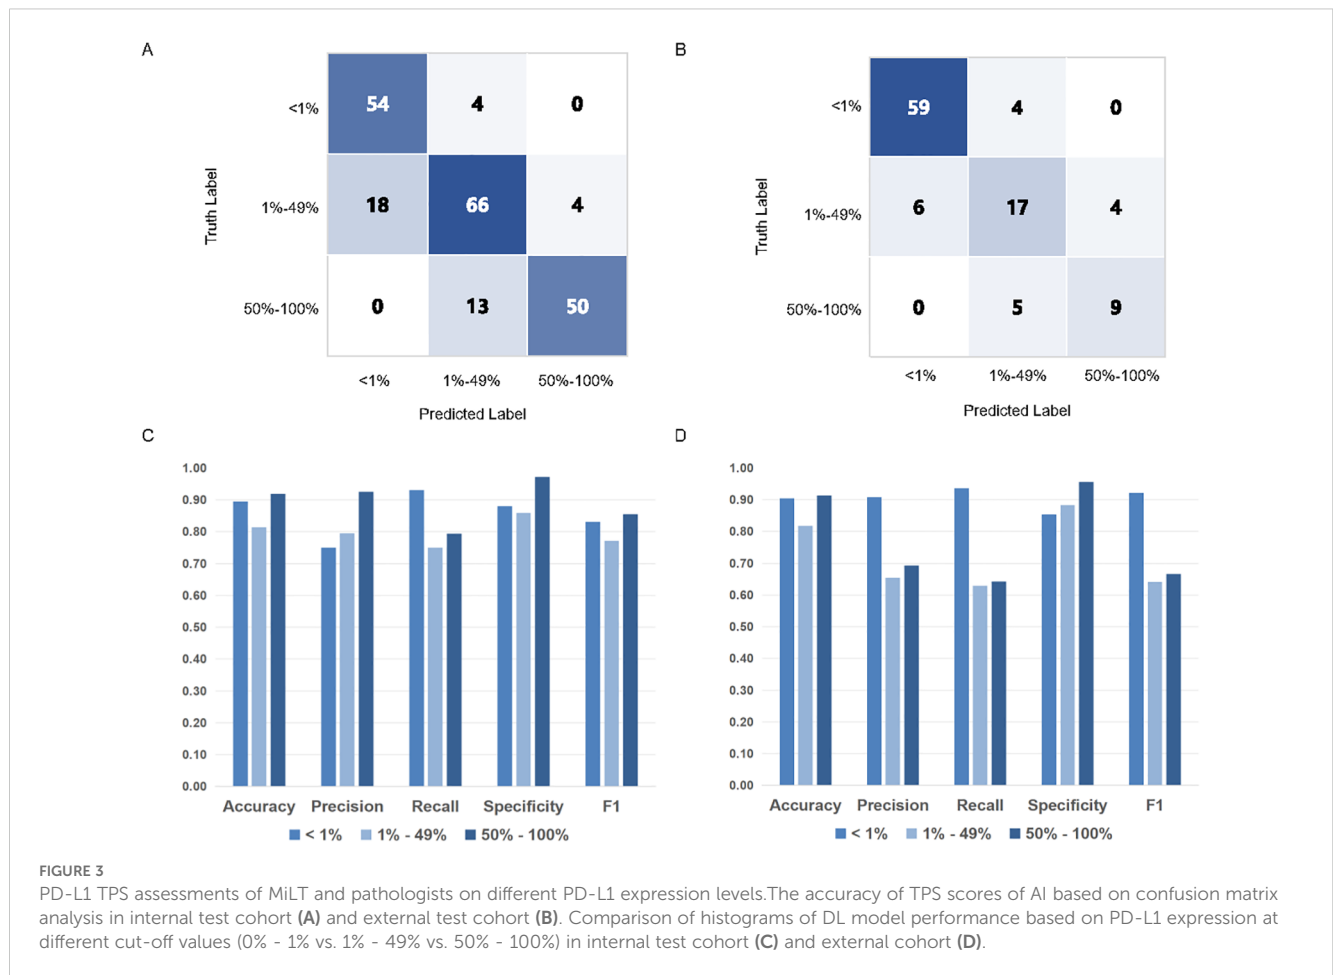 A
<1%
54 4 0
1%-49%
18 66 4
50%-100%
0 13 50
Truth Label
<1% 1%-49% 50%-100%
Predicted Label
B
<1%
59 4 0
1%-49%
6 17 4
50%-100%
0 5 9
Truth Label
<1% 1%-49% 50%-100%
Predicted Label
C
1.00
0.90
0.80
0.70
0.60
0.50
0.40
0.30
0.20
0.10
0.00
Accuracy Precision Recall Specificity F1
< 1% 1% - 49% 50% - 100%
D
1.00
0.90
0.80
0.70
0.60
0.50
0.40
0.30
0.20
0.10
0.00
Accuracy Precision Recall Specificity F1
< 1% 1% - 49% 50% - 100%
FIGURE 3
PD-L1 TPS assessments of MiLT and pathologists on different PD-L1 expression levels.The accuracy of TPS scores of AI based on confusion matrix
analysis in internal test cohort (A) and external test cohort (B). Comparison of histograms of DL model performance based on PD-L1 expression at
different cut-off values (0% - 1% vs. 1% - 49% vs. 50% - 100%) in internal test cohort (C) and external cohort (D).